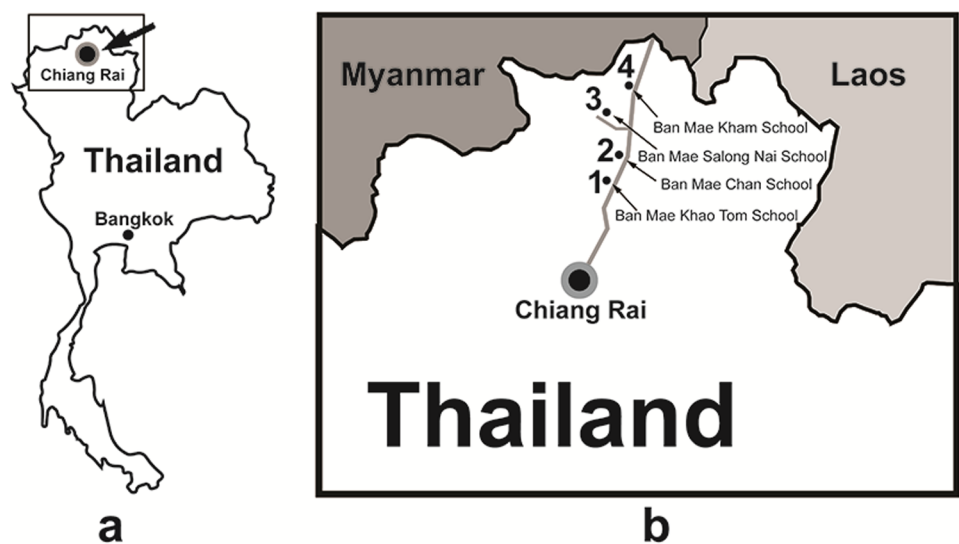 Chiang Rai
Thailand
Bangkok
a
Myanmar
Laos
4
3
Ban Mae Kham School
2
Ban Mae Salong Nai School
1
Ban Mae Chan School
Ban Mae Khao Tom School
Chiang Rai
Thailand
b